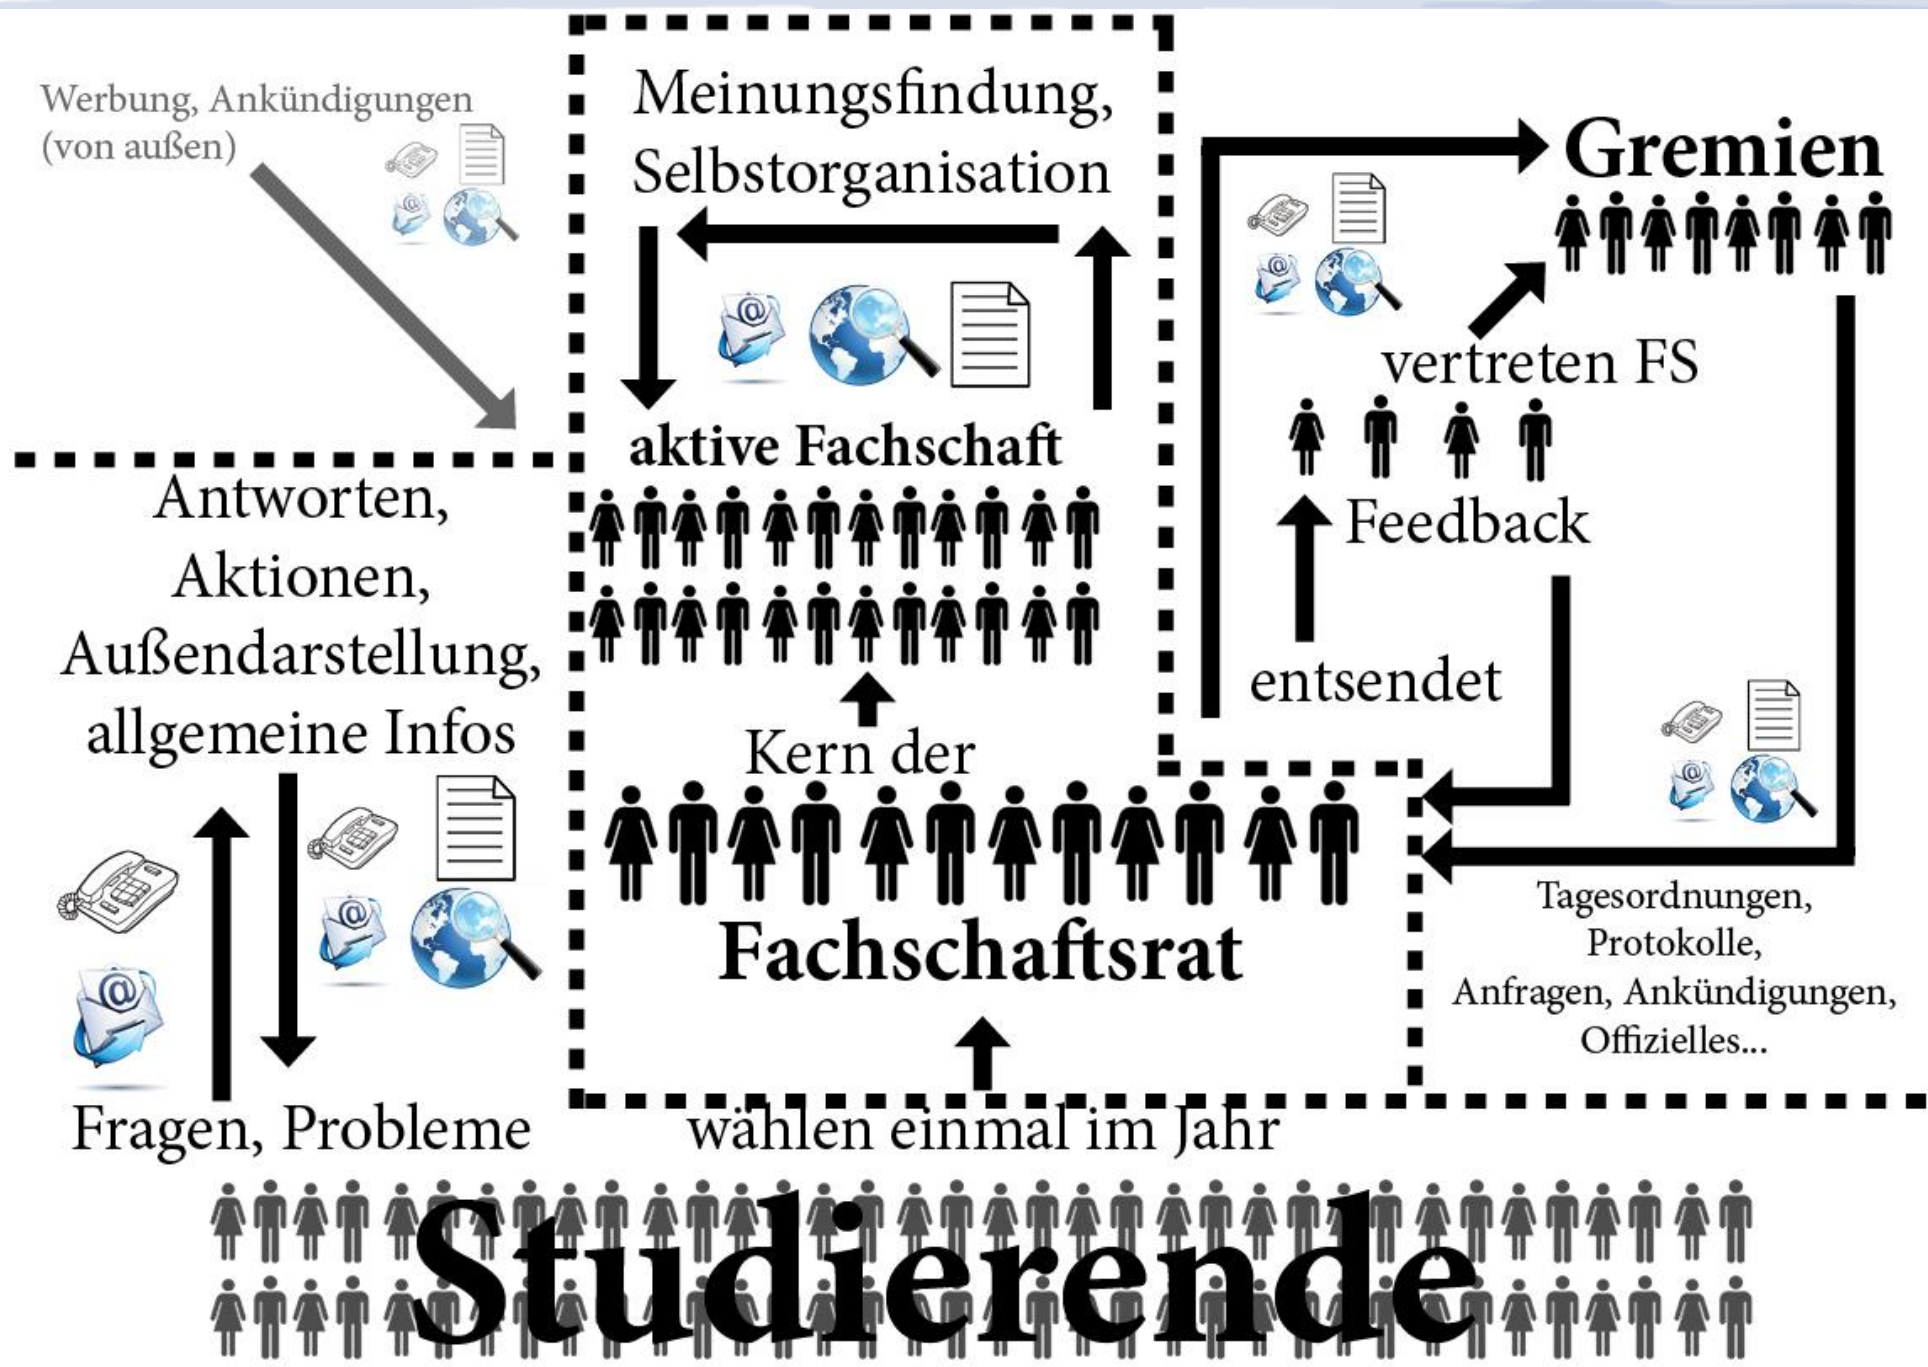 Werbung, Ankündigungen
(von außen)
Meinungsfindung,
Selbstorganisation
aktive Fachschaft
Kern der
Fachschaftsrat
wählen einmal im Jahr
Gremien
vertreten FS
Feedback
entsendet
Tagesordnungen,
Protokolle,
Anfragen, Ankündigungen,
Offizielles...
Antworten,
Aktionen,
Außendarstellung,
allgemeine Infos
Fragen, Probleme
Studierende